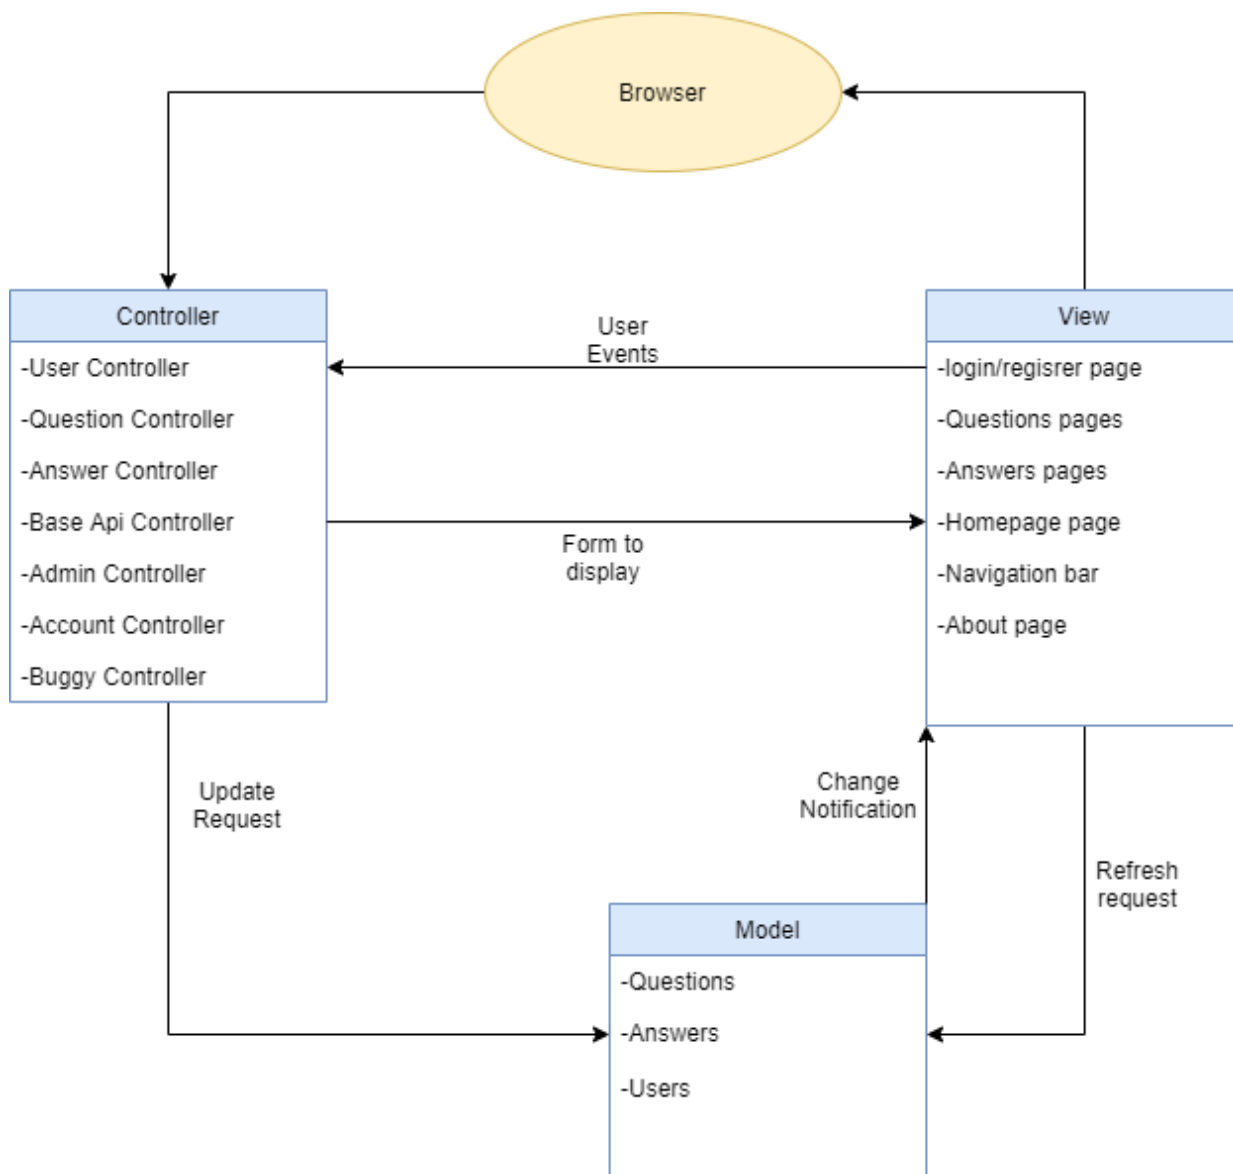 Browser
Controller
-User Controller
-Question Controller
-Answer Controller
-Base Api Controller
-Admin Controller
-Account Controller
-Buggy Controller
User
Events
Form to
display
View
-login/regisrer page
-Questions pages
-Answers pages
-Homepage page
-Navigation bar
-About page
Update
Request
Change
Notification
Refresh
request
Model
-Questions
-Answers
-Users